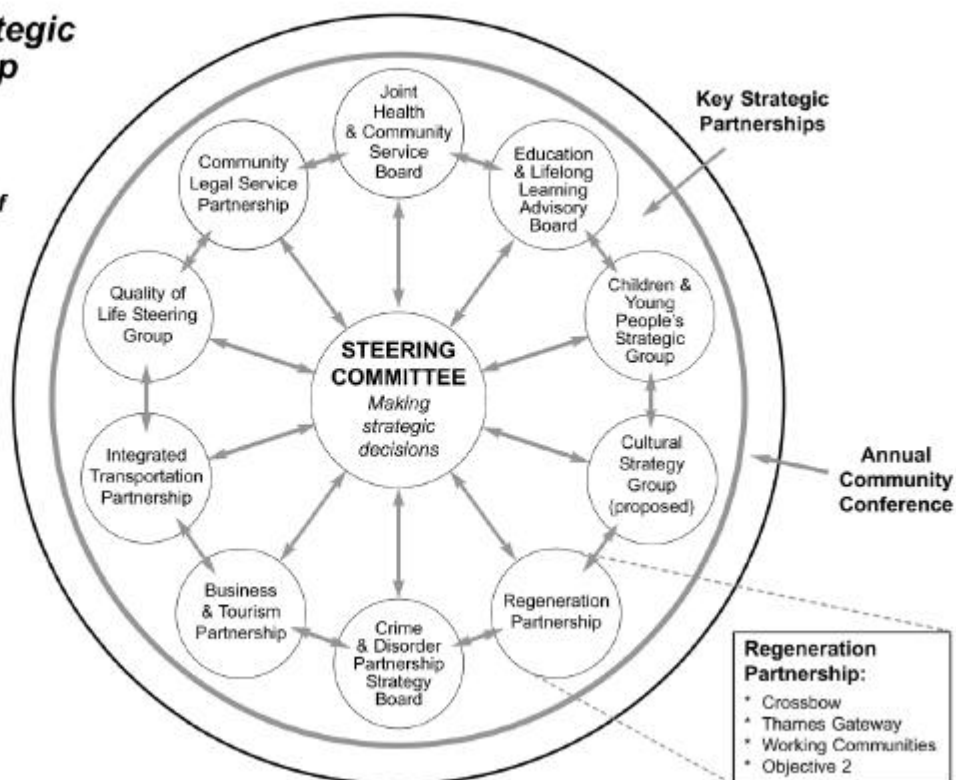 tegic
p
of
Key Strategic
Partnerships
Joint
Health
& Community
Service
Board
Education
& Lifelong
Learning
Advisory
Board
Children &
Young
People's
Strategic
Group
Cultural
Strategy
Group
(proposed)
Regeneration
Partnership
Crime
& Disorder
Partnership
Strategy
Board
Business
& Tourism
Partnership
Integrated
Transportation
Partnership
Quality of
Life Steering
Group
Community
Legal Service
Partnership
STEERING
COMMITTEE
Making
strategic
decisions
Annual
Community
Conference
Regeneration
Partnership:
* Crossbow
* Thames Gateway
* Working Communities
* Objective 2